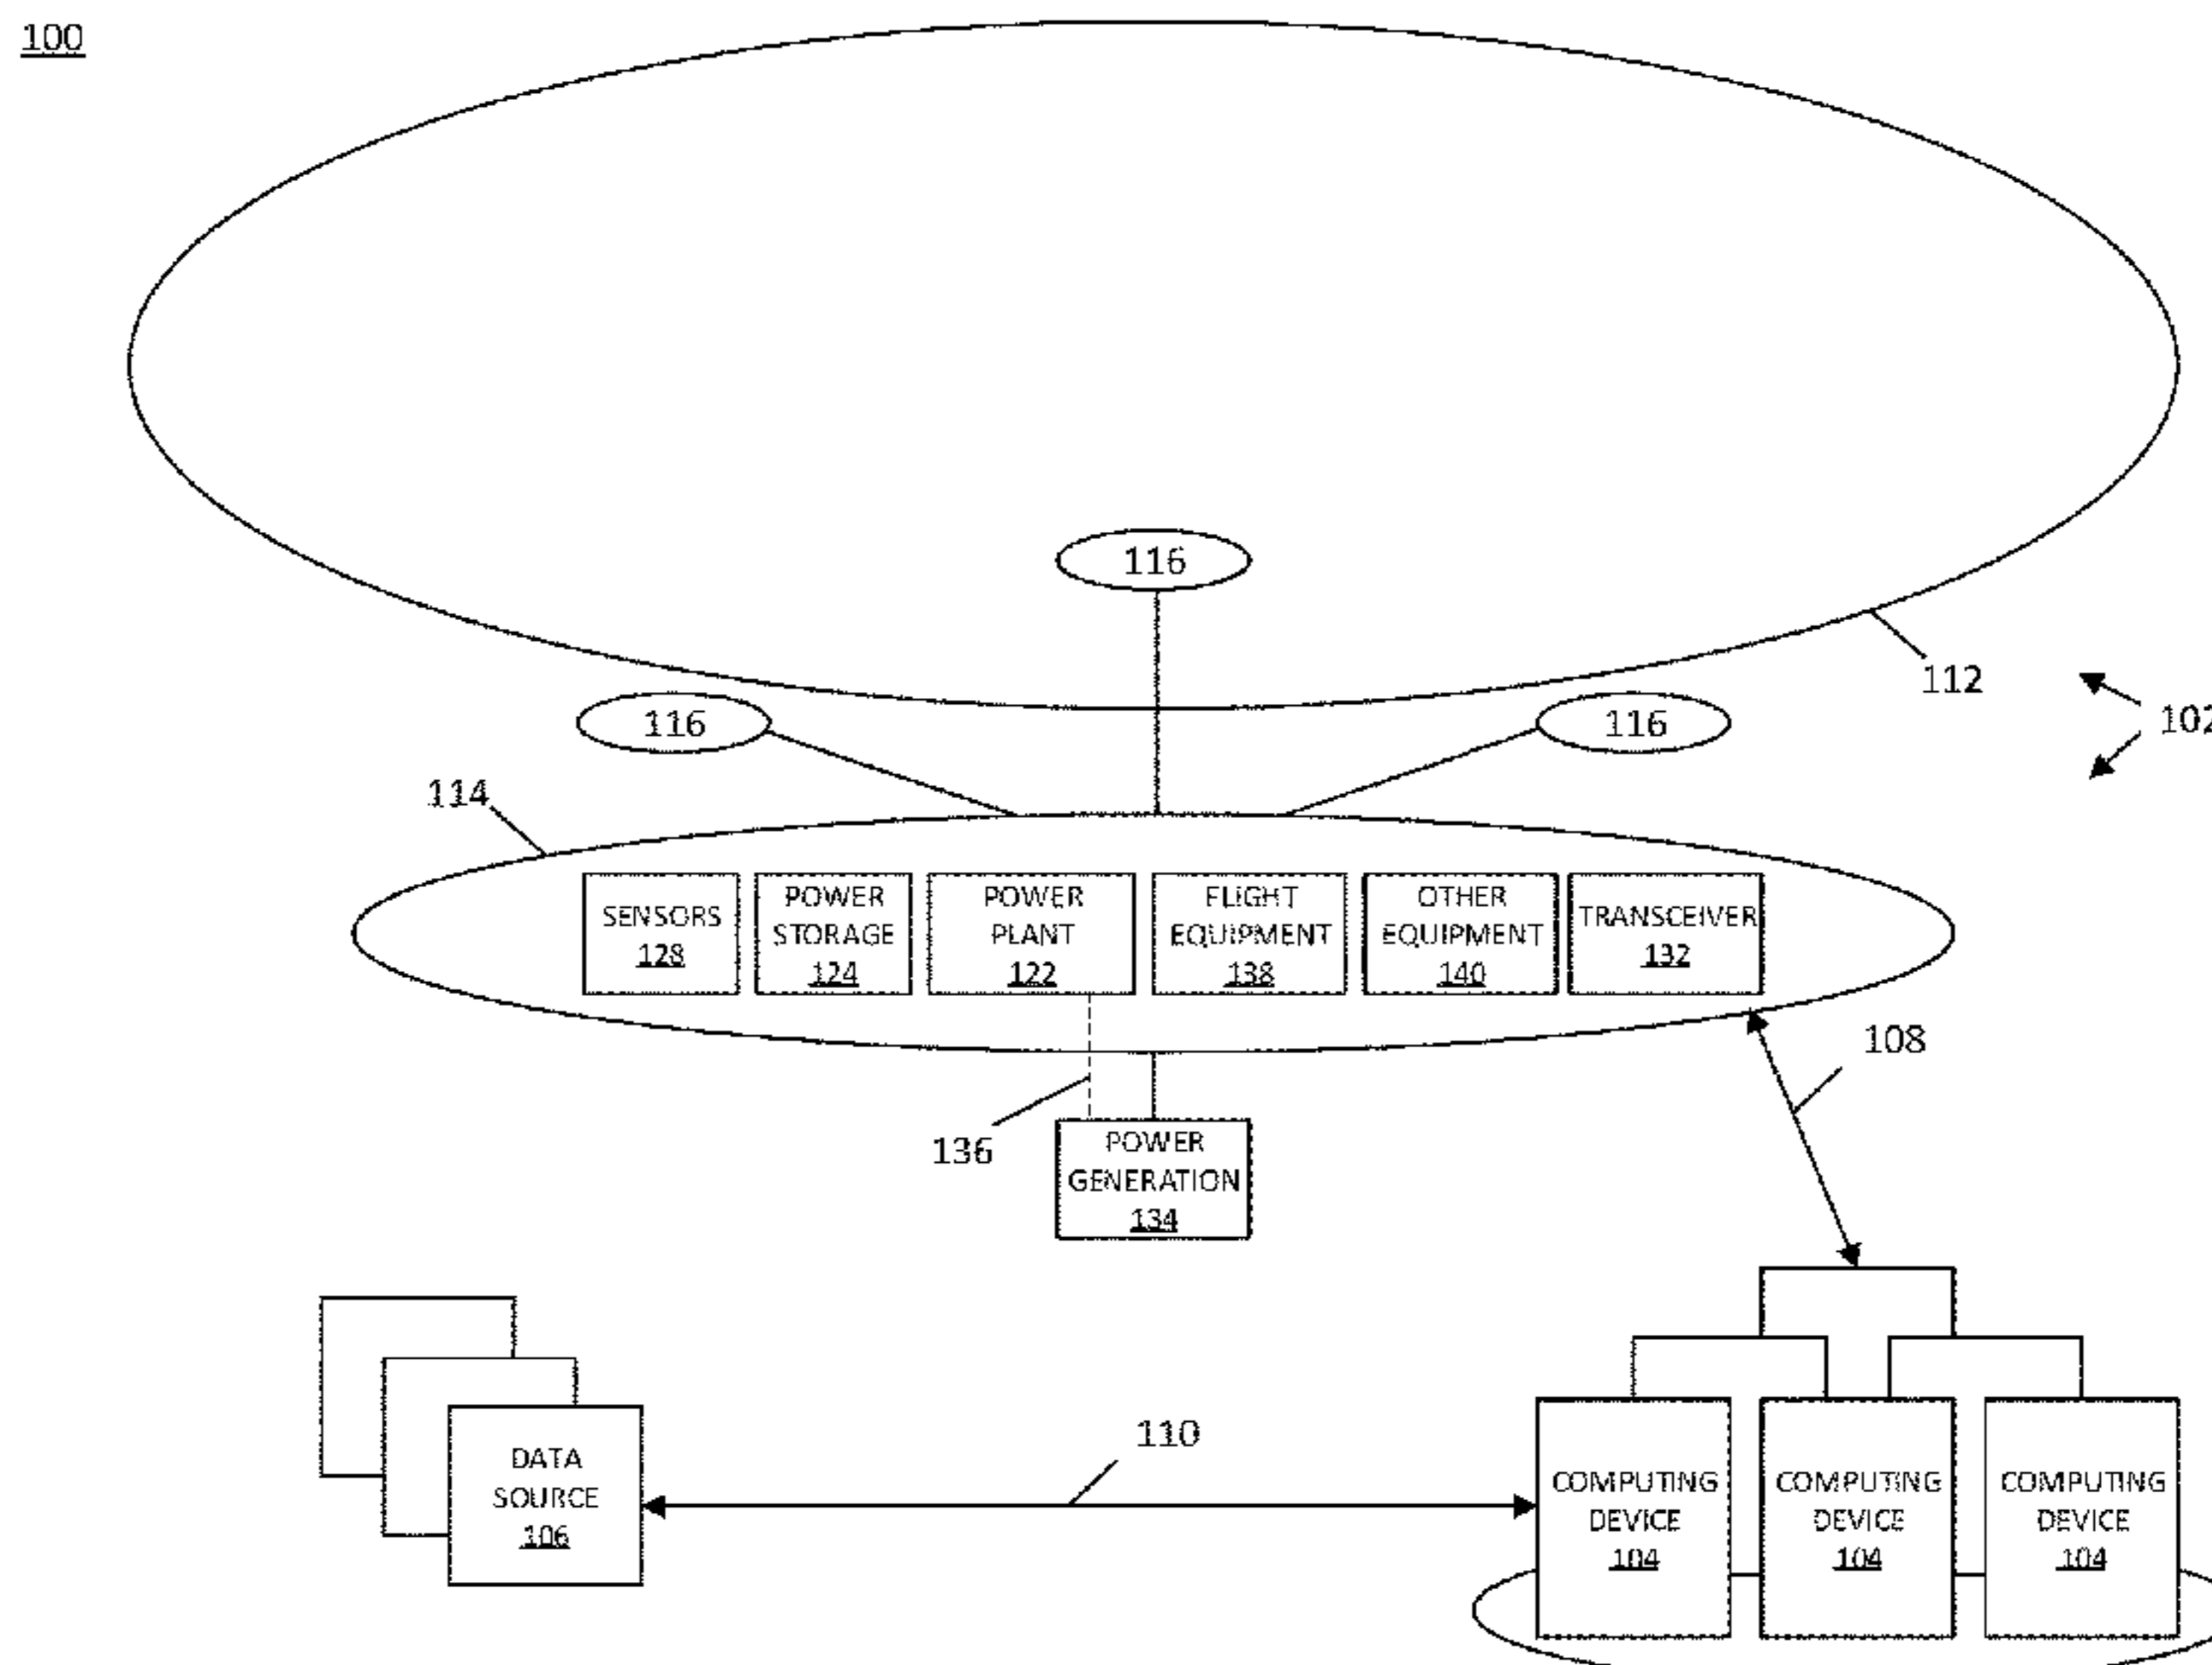 100
116
112
116
116
102
114
SENSORS
128
POWER
STORAGE
124
POWER
PLANT
122
FLIGHT
EQUIPMENT
138
OTHER
EQUIPMENT
140
TRANSCEIVER
132
108
136
POWER
GENERATION
134
110
DATA
SOURCE
106
COMPUTING
DEVICE
104
COMPUTING
DEVICE
104
COMPUTING
DEVICE
104